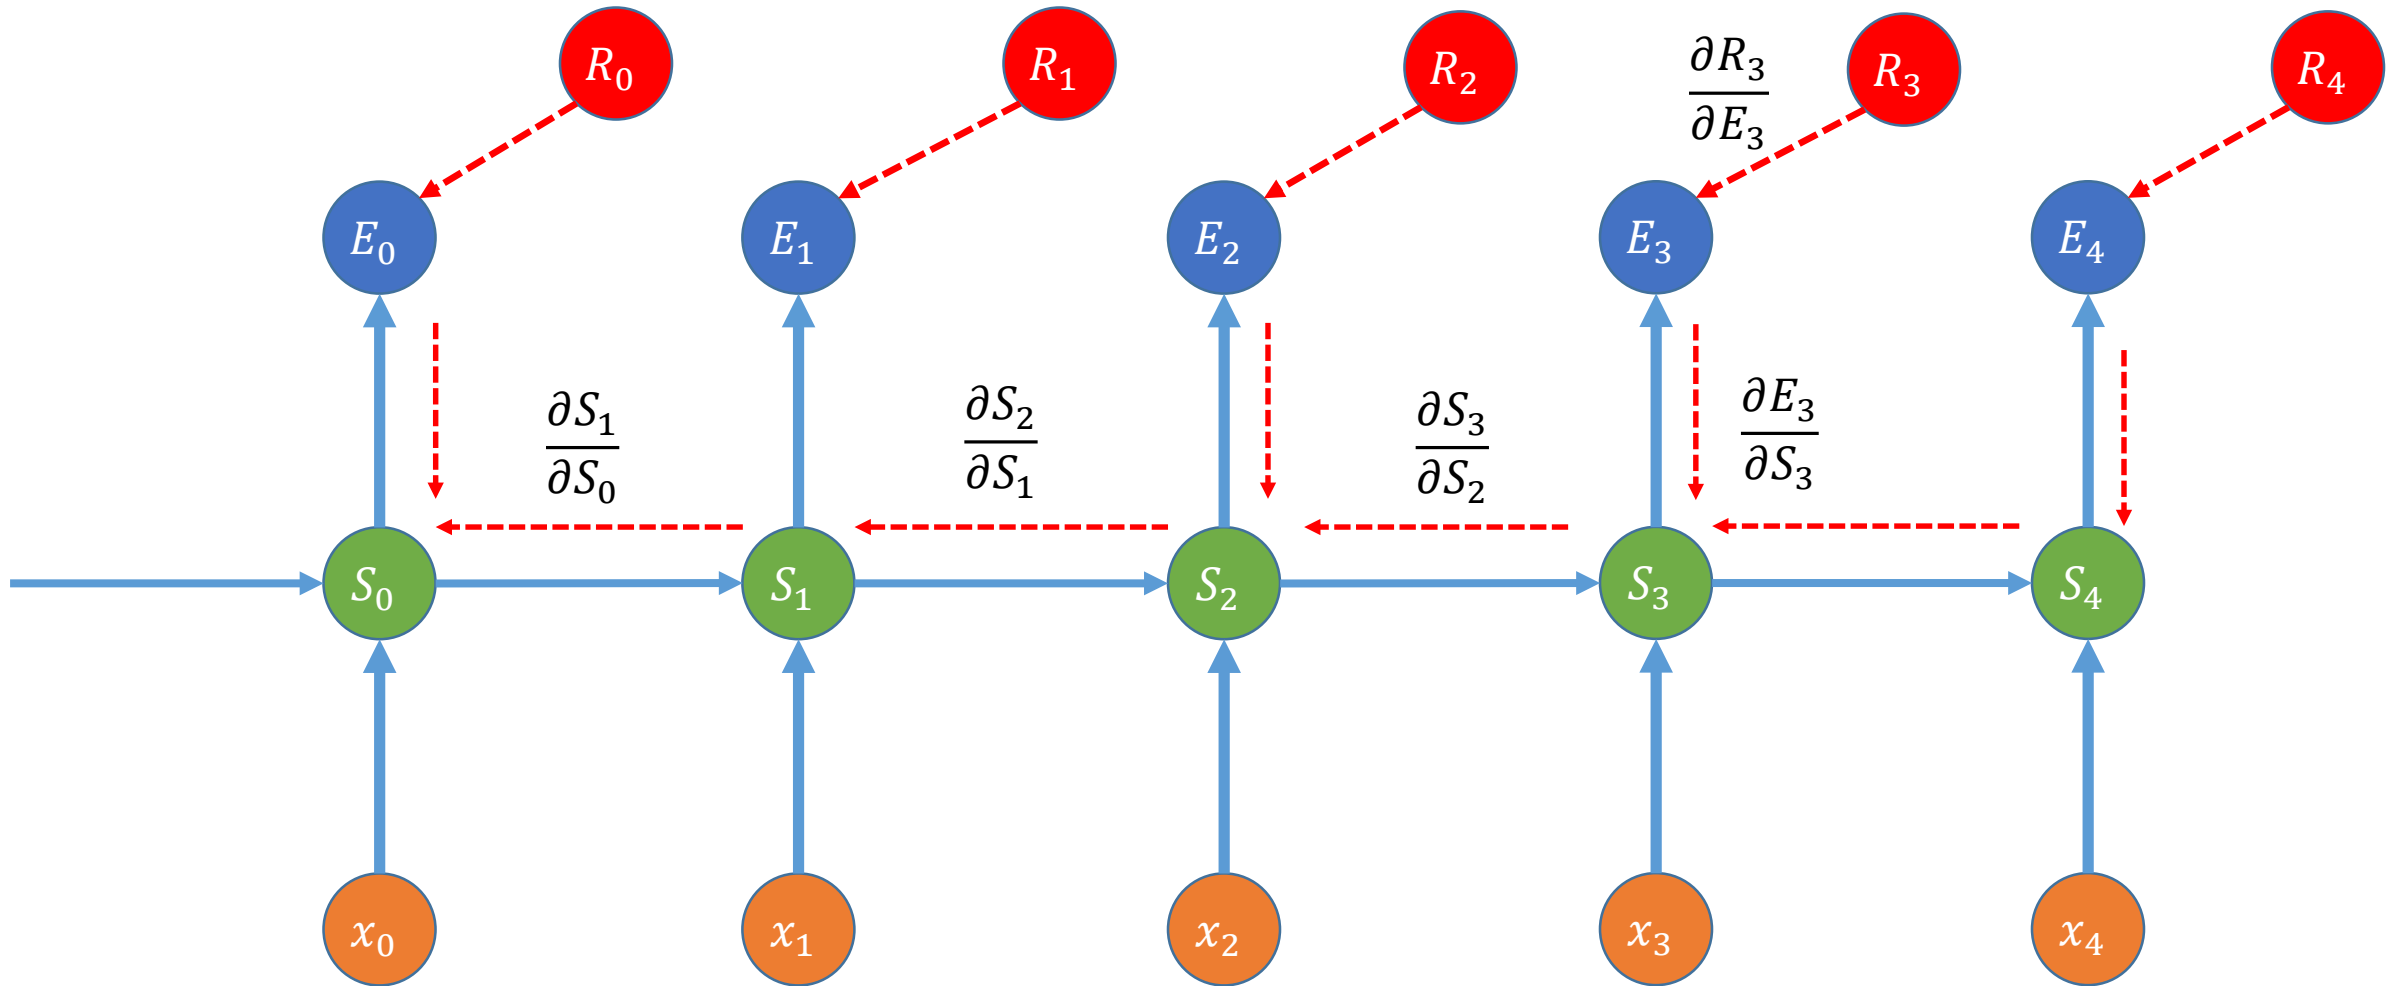 R₀ R₁ R₂ ∂R₃/∂E₃ R₃ R₄
E₀ E₁ E₂ E₃ E₄
∂S₁/∂S₀ ∂S₂/∂S₁ ∂S₃/∂S₂ ∂E₃/∂S₃
S₀ S₁ S₂ S₃ S₄
x₀ x₁ x₂ x₃ x₄